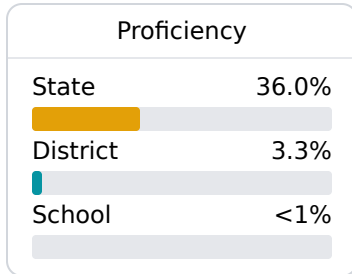 Proficiency
State 36.0%
District 3.3%
School <1%